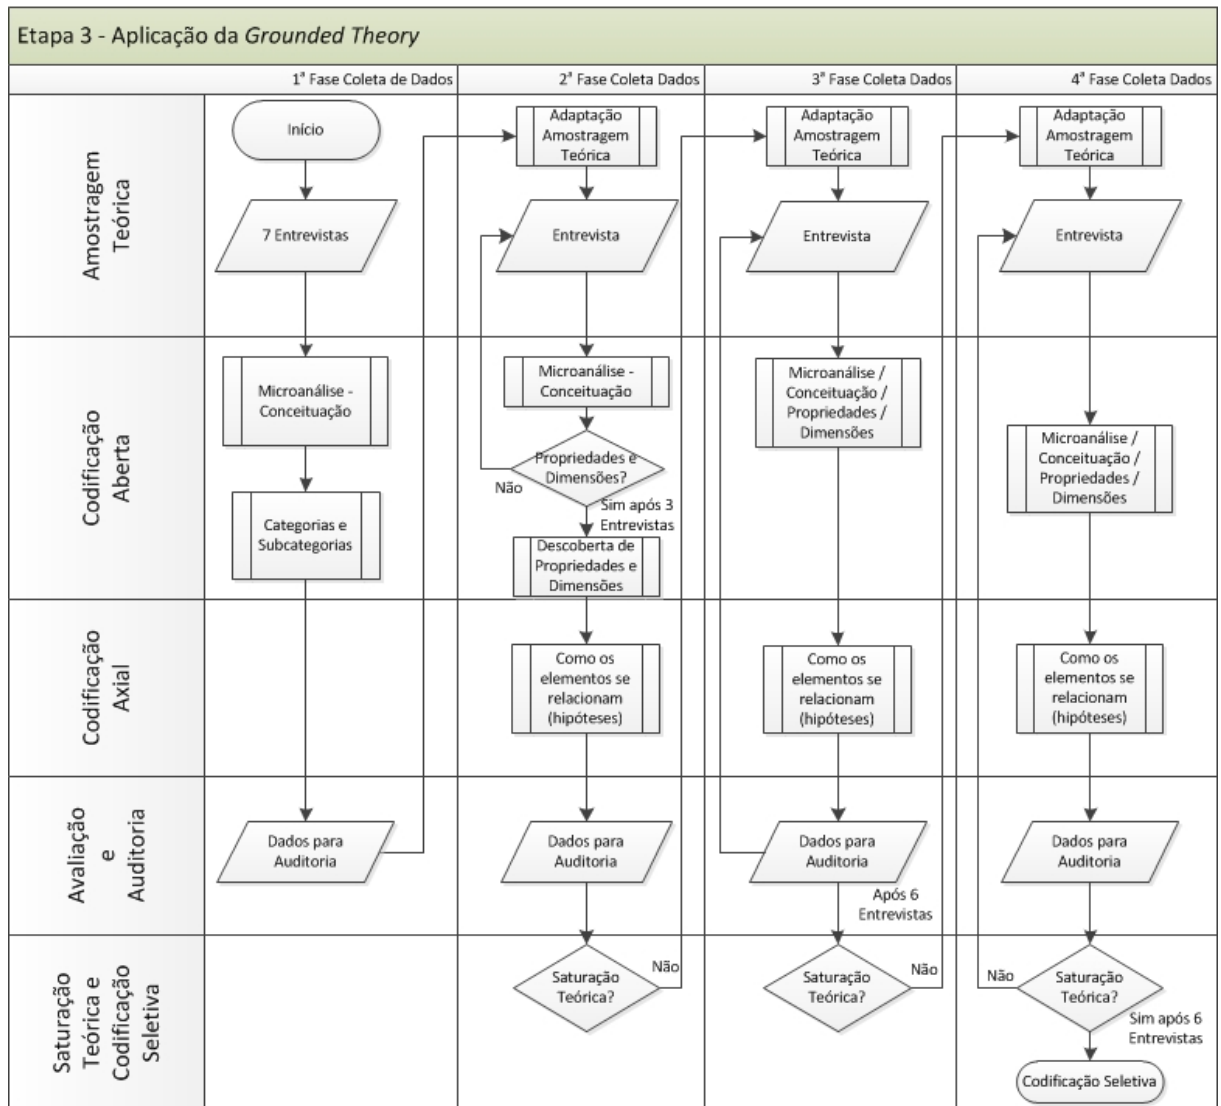 Etapa 3 - Aplicação da Grounded Theory
1ª Fase Coleta de Dados
2ª Fase Coleta Dados
3ª Fase Coleta Dados
4ª Fase Coleta Dados
Amostragem
Teórica
Início
7 Entrevistas
Adaptação
Amostragem
Teórica
Entrevista
Adaptação
Amostragem
Teórica
Entrevista
Adaptação
Amostragem
Teórica
Entrevista
Codificação
Aberta
Microanálise -
Conceituação
Categorias e
Subcategorias
Microanálise -
Conceituação
Propriedades e
Dimensões?
Não
Sim após 3
Entrevistas
Descoberta de
Propriedades e
Dimensões
Microanálise /
Conceituação /
Propriedades /
Dimensões
Microanálise /
Conceituação /
Propriedades /
Dimensões
Codificação
Axial
Como os
elementos se
relacionam
(hipóteses)
Como os
elementos se
relacionam
(hipóteses)
Como os
elementos se
relacionam
(hipóteses)
Avaliação
e
Auditoria
Dados para
Auditoria
Dados para
Auditoria
Dados para
Auditoria
Após 6
Entrevistas
Dados para
Auditoria
Saturação
Teórica e
Codificação
Seletiva
Saturação
Teórica?
Não
Saturação
Teórica?
Não
Não
Saturação
Teórica?
Sim após 6
Entrevistas
Codificação Seletiva